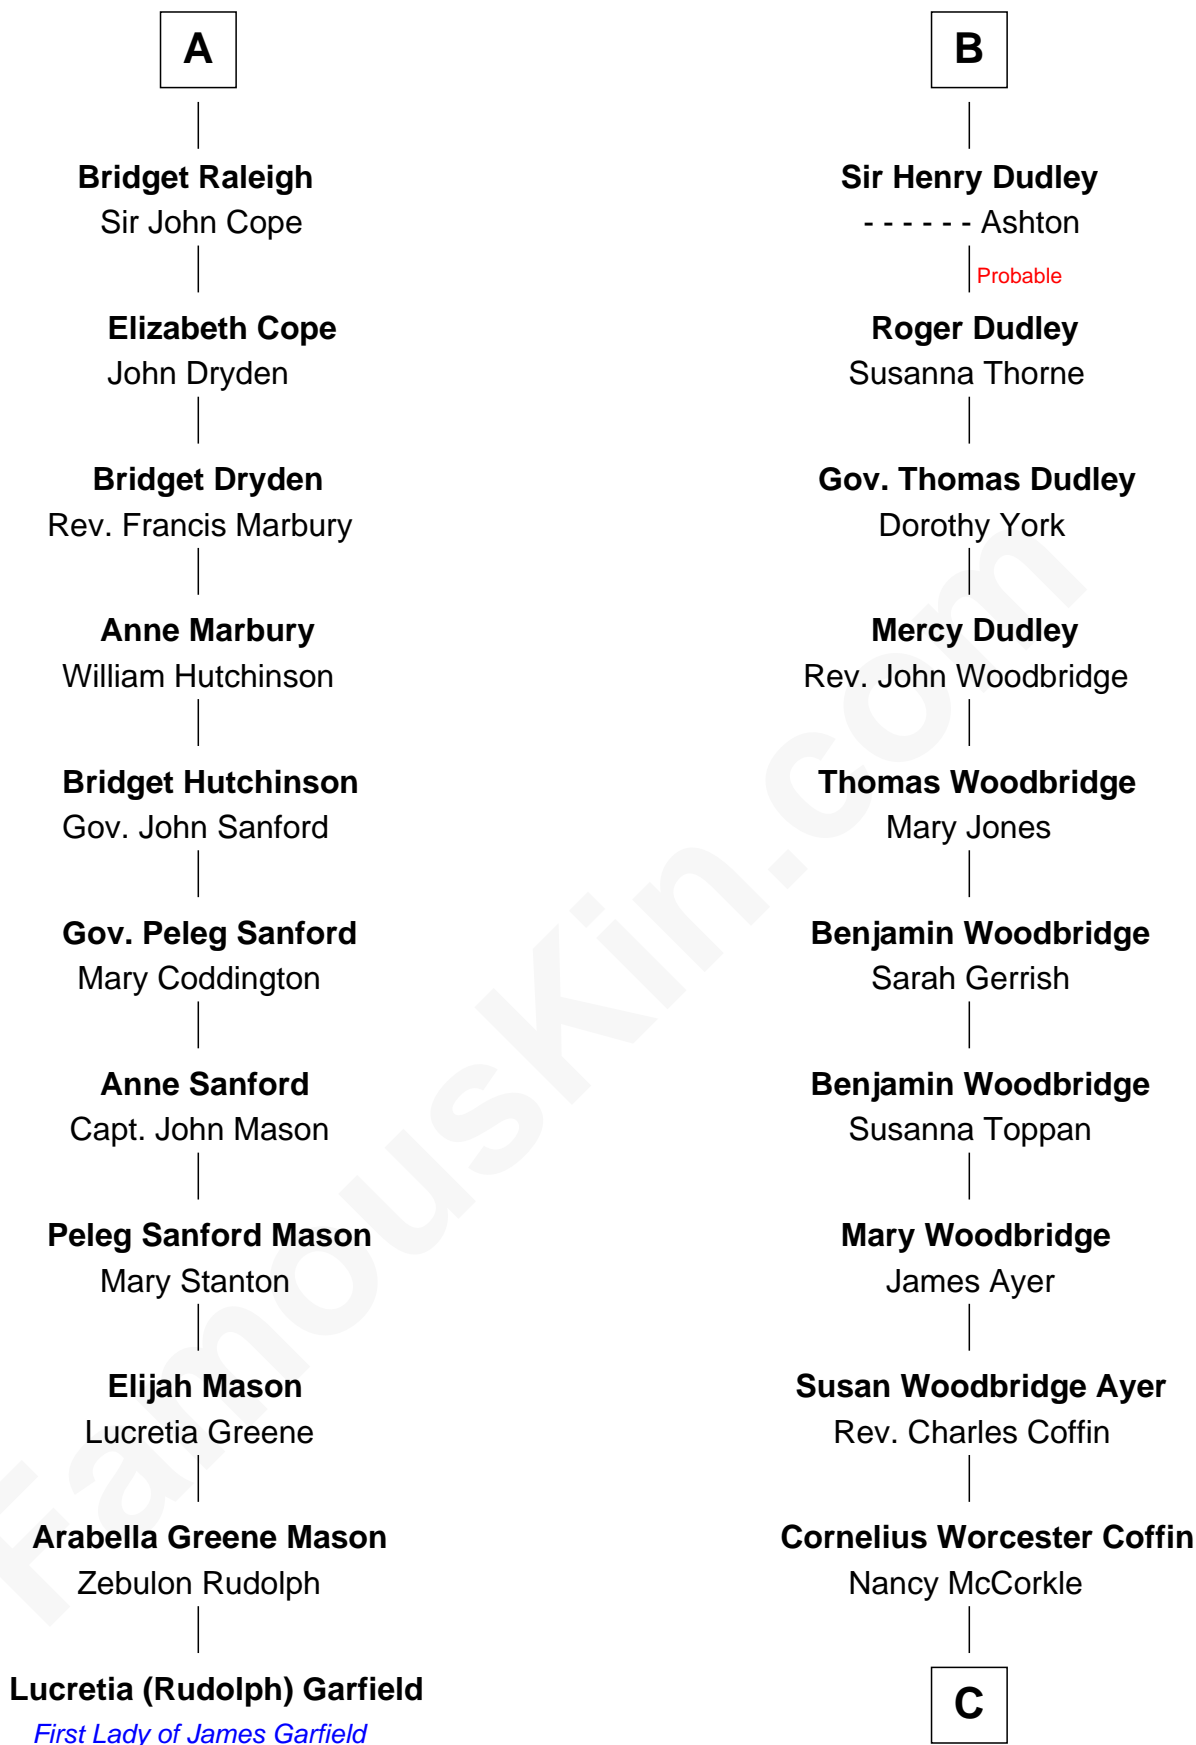 A
Bridget Raleigh
Sir John Cope
Elizabeth Cope
John Dryden
Bridget Dryden
Rev. Francis Marbury
Anne Marbury
William Hutchinson
Bridget Hutchinson
Gov. John Sanford
Gov. Peleg Sanford
Mary Coddington
Anne Sanford
Capt. John Mason
Peleg Sanford Mason
Mary Stanton
Elijah Mason
Lucretia Greene
Arabella Greene Mason
Zebulon Rudolph
Lucretia (Rudolph) Garfield
First Lady of James Garfield
B
Sir Henry Dudley
- - - - - - Ashton
Probable
Roger Dudley
Susanna Thorne
Gov. Thomas Dudley
Dorothy York
Mercy Dudley
Rev. John Woodbridge
Thomas Woodbridge
Mary Jones
Benjamin Woodbridge
Sarah Gerrish
Benjamin Woodbridge
Susanna Toppan
Mary Woodbridge
James Ayer
Susan Woodbridge Ayer
Rev. Charles Coffin
Cornelius Worcester Coffin
Nancy McCorkle
C
FamousKin.com